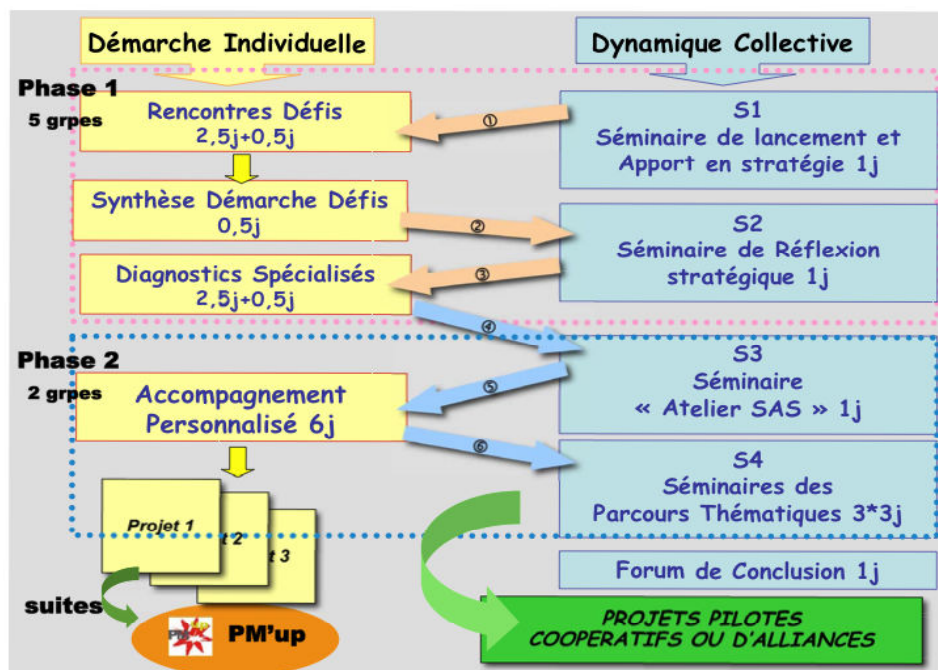 Démarche Individuelle
Dynamique Collective
Phase 1
5 grpes
Rencontres Défis
2,5j+0,5j
①
S1
Séminaire de lancement et
Apport en stratégie 1j
Synthèse Démarche Défis
0,5j
②
S2
Séminaire de Réflexion
stratégique 1j
Diagnostics Spécialisés
2,5j+0,5j
③
④
Phase 2
2 grpes
Accompagnement
Personnalisé 6j
⑤
S3
Séminaire
« Atelier SAS » 1j
⑥
S4
Séminaires des
Parcours Thématiques 3*3j
Projet 1
t 2
t 3
Forum de Conclusion 1j
suites
PM'up
PROJETS PILOTES
COOPERATIFS OU D'ALLIANCES